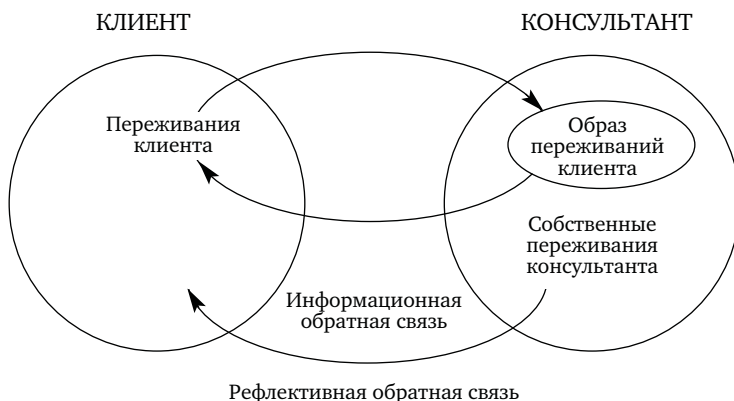 КЛИЕНТ
КОНСУЛЬТАНТ
Переживания
клиента
Образ
переживаний
клиента
Собственные
переживания
консультанта
Информационная
обратная связь
Рефлективная обратная связь